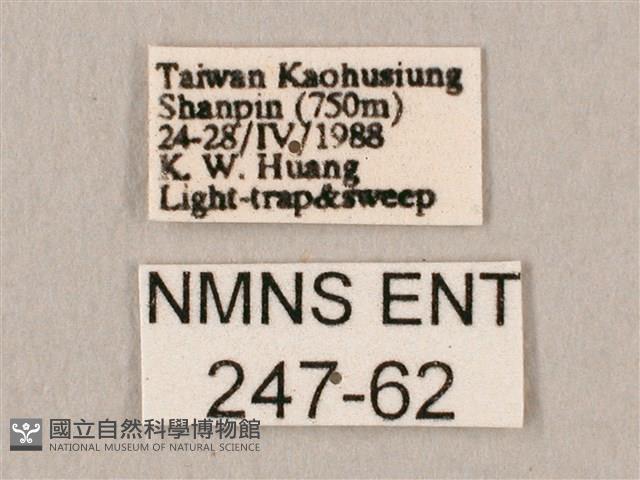 Taiwan Kaohusiung
Shanpin (750m)
24-28/IV./1988
K. W. Huang
Light-trap&sweep
NMNS ENT
247-62
國立自然科學博物館
NATIONAL MUSEUM OF NATURAL SCIENCE